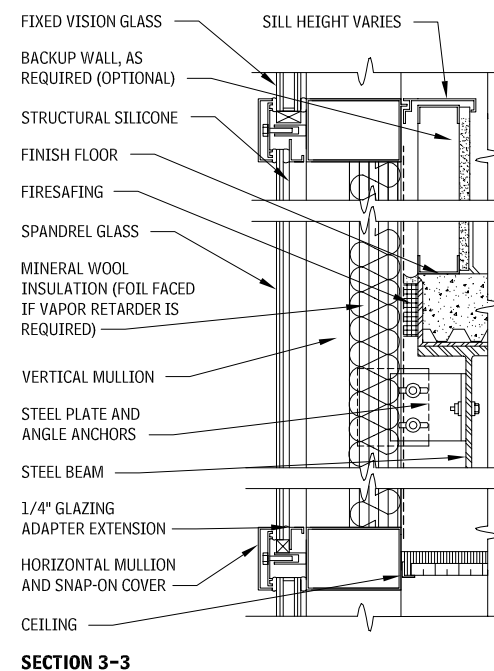 FIXED VISION GLASS
SILL HEIGHT VARIES
BACKUP WALL, AS
REQUIRED (OPTIONAL)
STRUCTURAL SILICONE
FINISH FLOOR
FIRESAFING
SPANDREL GLASS
MINERAL WOOL
INSULATION (FOIL FACED
IF VAPOR RETARDER IS
REQUIRED)
VERTICAL MULLION
STEEL PLATE AND
ANGLE ANCHORS
STEEL BEAM
1/4" GLAZING
ADAPTER EXTENSION
HORIZONTAL MULLION
AND SNAP-ON COVER
CEILING
SECTION 3-3